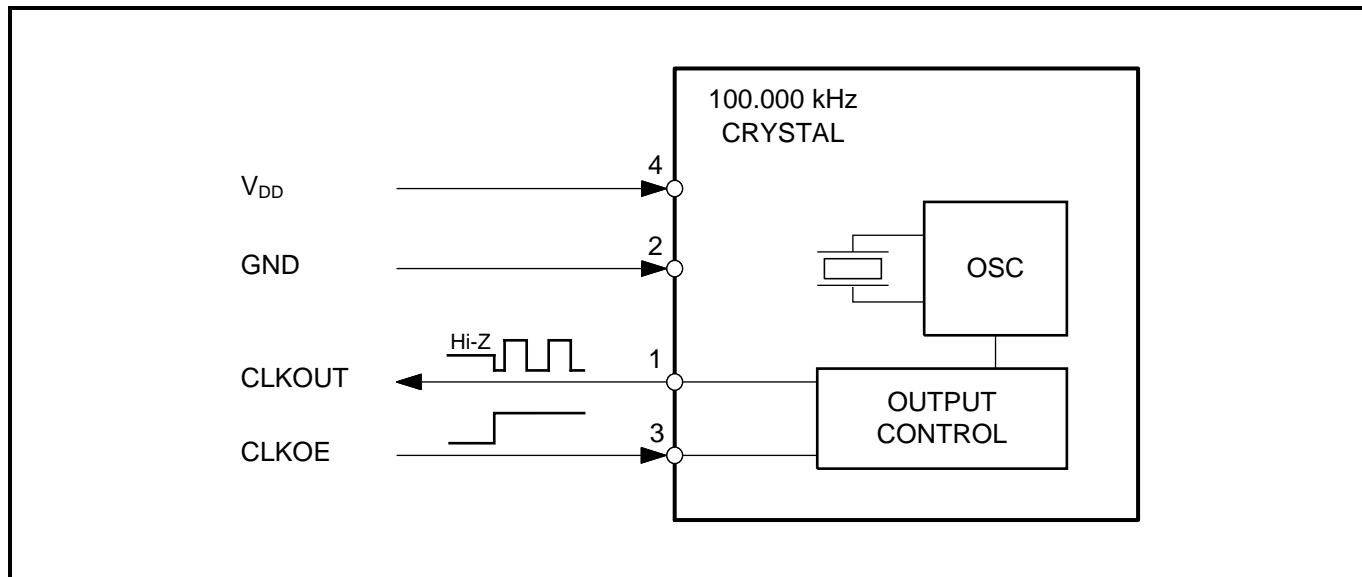 100.000 kHz
CRYSTAL
4
VDD
2
GND
OSC
Hi-Z
1
CLKOUT
OUTPUT
CONTROL
3
CLKOE